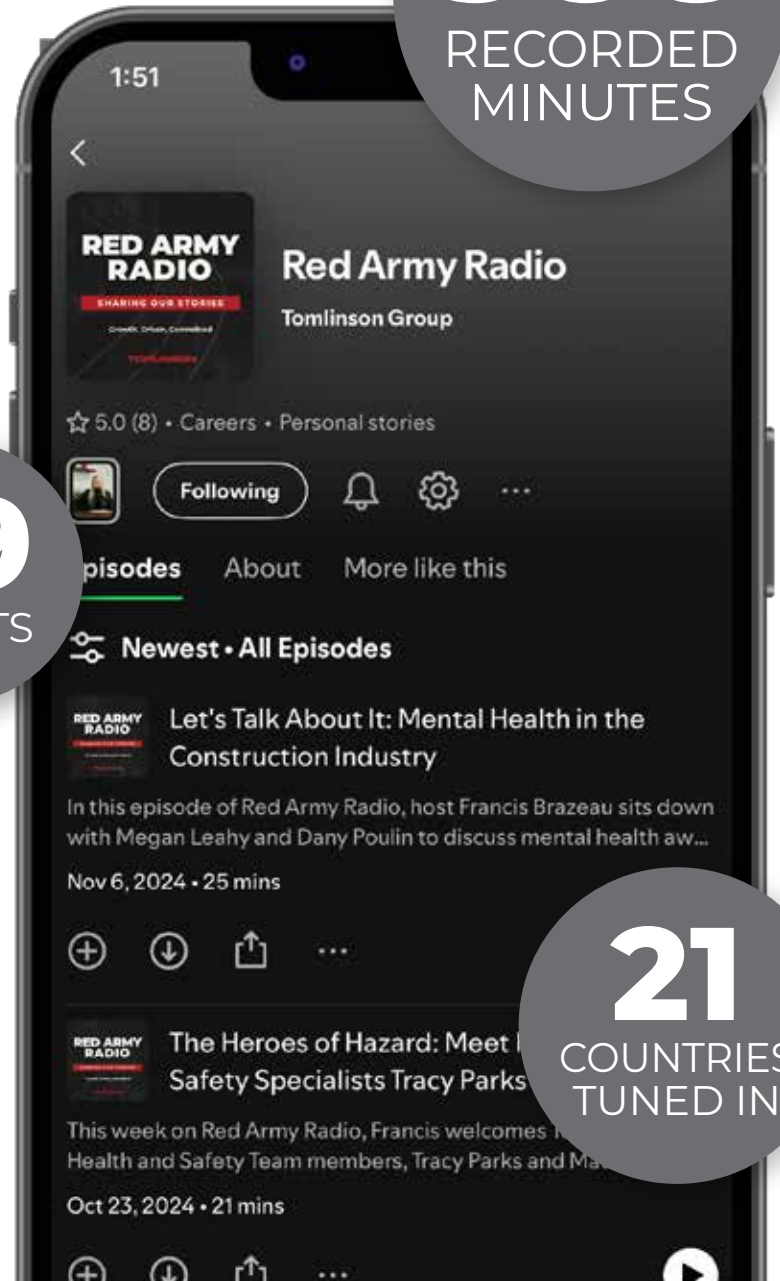 RECORDED
MINUTES
1:51
RED ARMY
RADIO
SHARING OUR STORIES
Red Army Radio
Tomlinson Group
5.0 (8) • Careers • Personal stories
Following
pisodes About More like this
TS
Newest • All Episodes
RED ARMY
RADIO
Let's Talk About It: Mental Health in the
Construction Industry
In this episode of Red Army Radio, host Francis Brazeau sits down
with Megan Leahy and Dany Poulin to discuss mental health aw...
Nov 6, 2024 • 25 mins
21
COUNTRIES
TUNED IN
RED ARMY
RADIO
The Heroes of Hazard: Meet
Safety Specialists Tracy Parks
This week on Red Army Radio, Francis welcomes
Health and Safety Team members, Tracy Parks and
Oct 23, 2024 • 21 mins